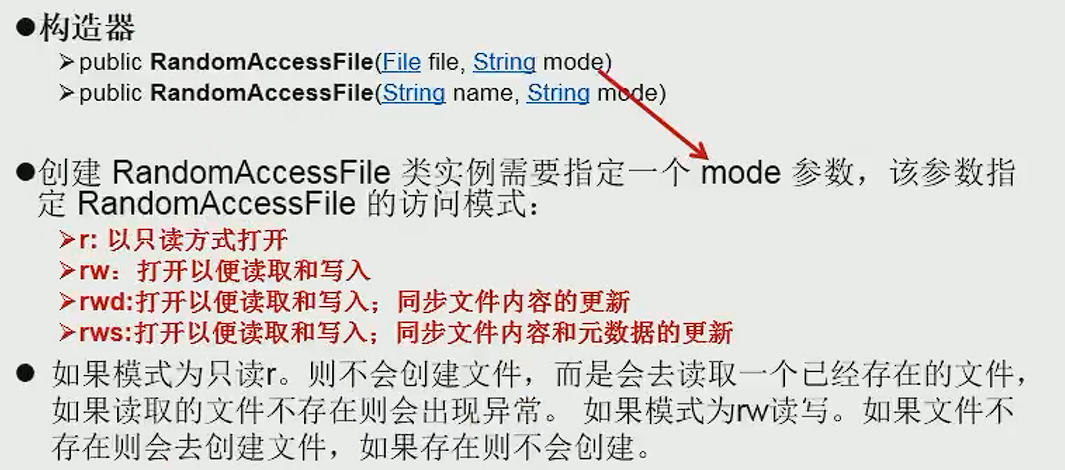 ●构造器
➢public RandomAccessFile(File file, String mode)
➢public RandomAccessFile(String name, String mode)
●创建 RandomAccessFile 类实例需要指定一个 mode 参数，该参数指
定 RandomAccessFile 的访问模式：
➢r: 以只读方式打开
➢rw：打开以便读取和写入
➢rwd:打开以便读取和写入；同步文件内容的更新
➢rws:打开以便读取和写入；同步文件内容和元数据的更新
● 如果模式为只读r。则不会创建文件，而是会去读取一个已经存在的文件，
如果读取的文件不存在则会出现异常。 如果模式为rw读写。如果文件不
存在则会去创建文件，如果存在则不会创建。